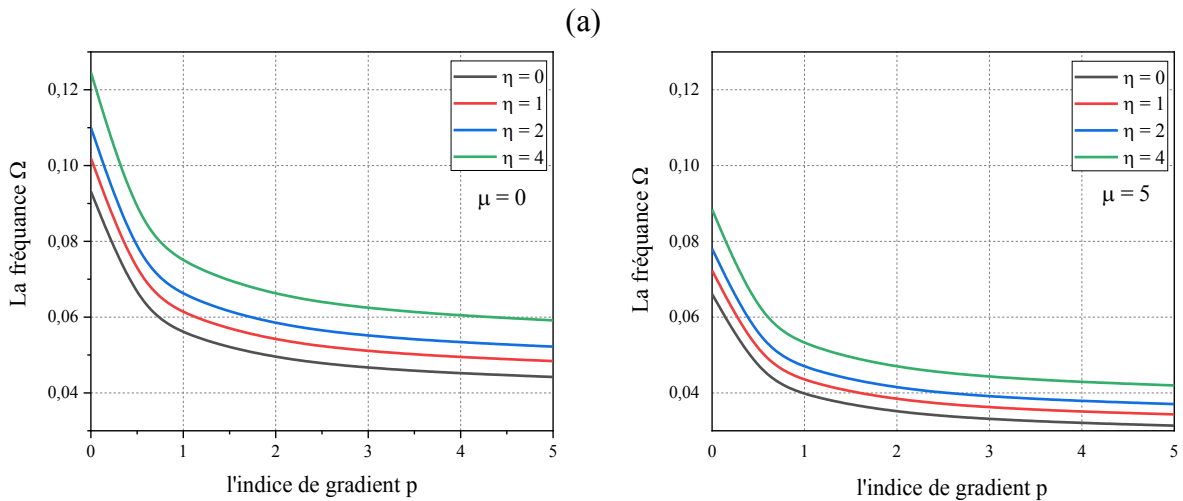 (a)
La fréquance Ω
0,12
0,10
0,08
0,06
0,04
0 1 2 3 4 5
l'indice de gradient p
η = 0
η = 1
η = 2
η = 4
μ = 0
La fréquance Ω
0,12
0,10
0,08
0,06
0,04
0 1 2 3 4 5
l'indice de gradient p
η = 0
η = 1
η = 2
η = 4
μ = 5